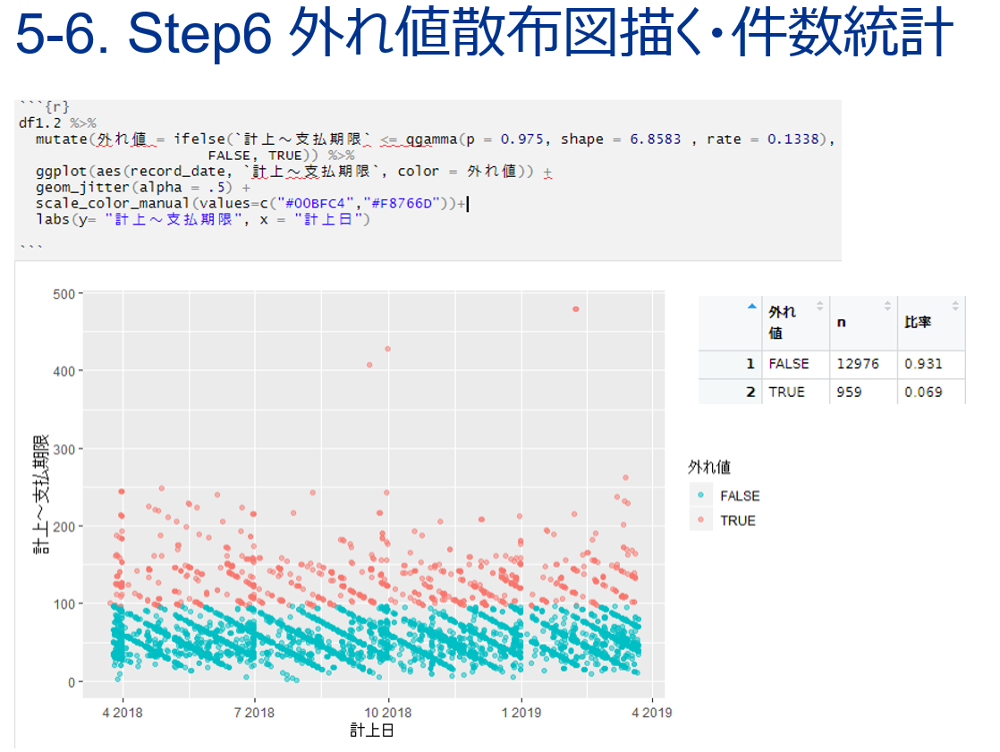 5-6. Step6 外れ値散布図描く・件数統計
```{r}
df1.2 %>%
mutate(外れ値 = ifelse(`計上～支払期限` <= qgamma(p = 0.975, shape = 6.8583 , rate = 0.1338),
FALSE, TRUE)) %>%
ggplot(aes(record_date, `計上～支払期限`, color = 外れ値)) +
geom_jitter(alpha = .5) +
scale_color_manual(values=c("#00BFC4","#F8766D"))+
labs(y= "計上～支払期限", x = "計上日")
```
500
400
300
200
100
0
計上～支払期限
4 2018 7 2018 10 2018 1 2019 4 2019
計上日
外れ値 n 比率
1 FALSE 12976 0.931
2 TRUE 959 0.069
外れ値
FALSE
TRUE